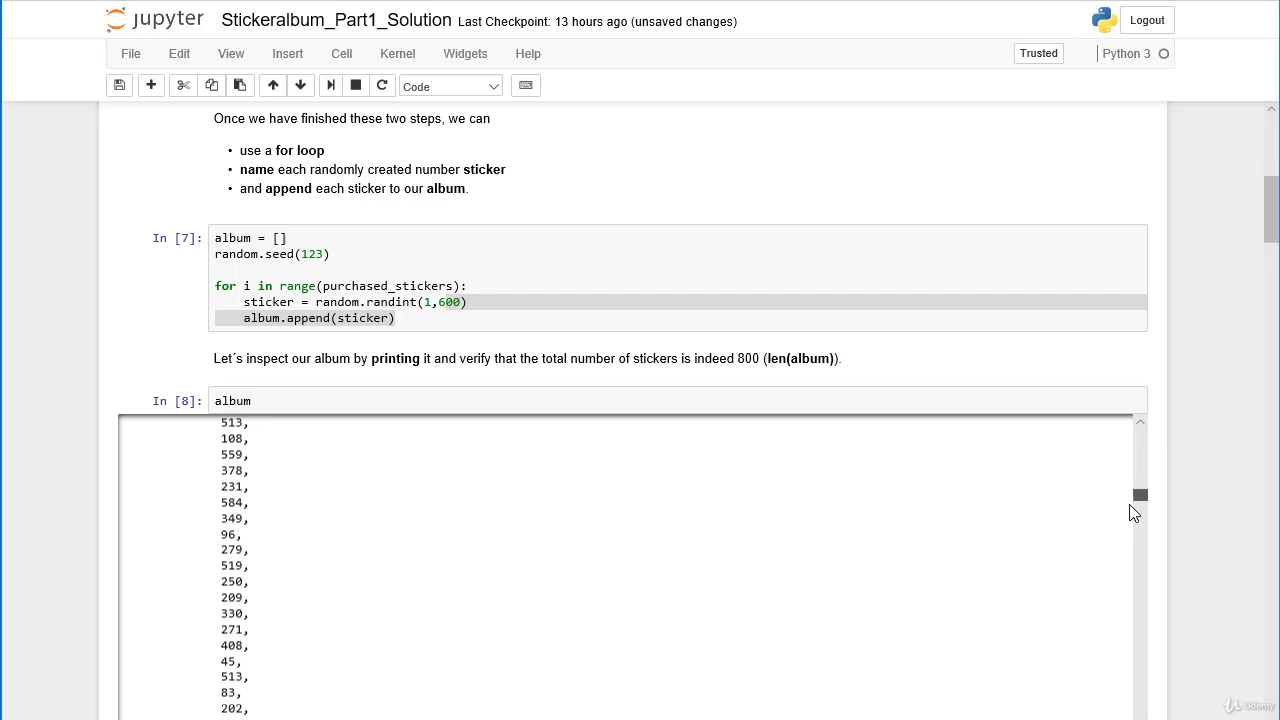 jupyter Stickeralbum_Part1_Solution Last Checkpoint: 13 hours ago (unsaved changes) Logout
File Edit View Insert Cell Kernel Widgets Help Trusted Python 3
Code
Once we have finished these two steps, we can
• use a for loop
• name each randomly created number sticker
• and append each sticker to our album.
In [7]: album = []
random.seed(123)
for i in range(purchased_stickers):
sticker = random.randint(1,600)
album.append(sticker)
Let´s inspect our album by printing it and verify that the total number of stickers is indeed 800 (len(album)).
In [8]: album
513,
108,
559,
378,
231,
584,
349,
96,
279,
519,
250,
209,
330,
271,
408,
45,
513,
83,
202,
Udemy